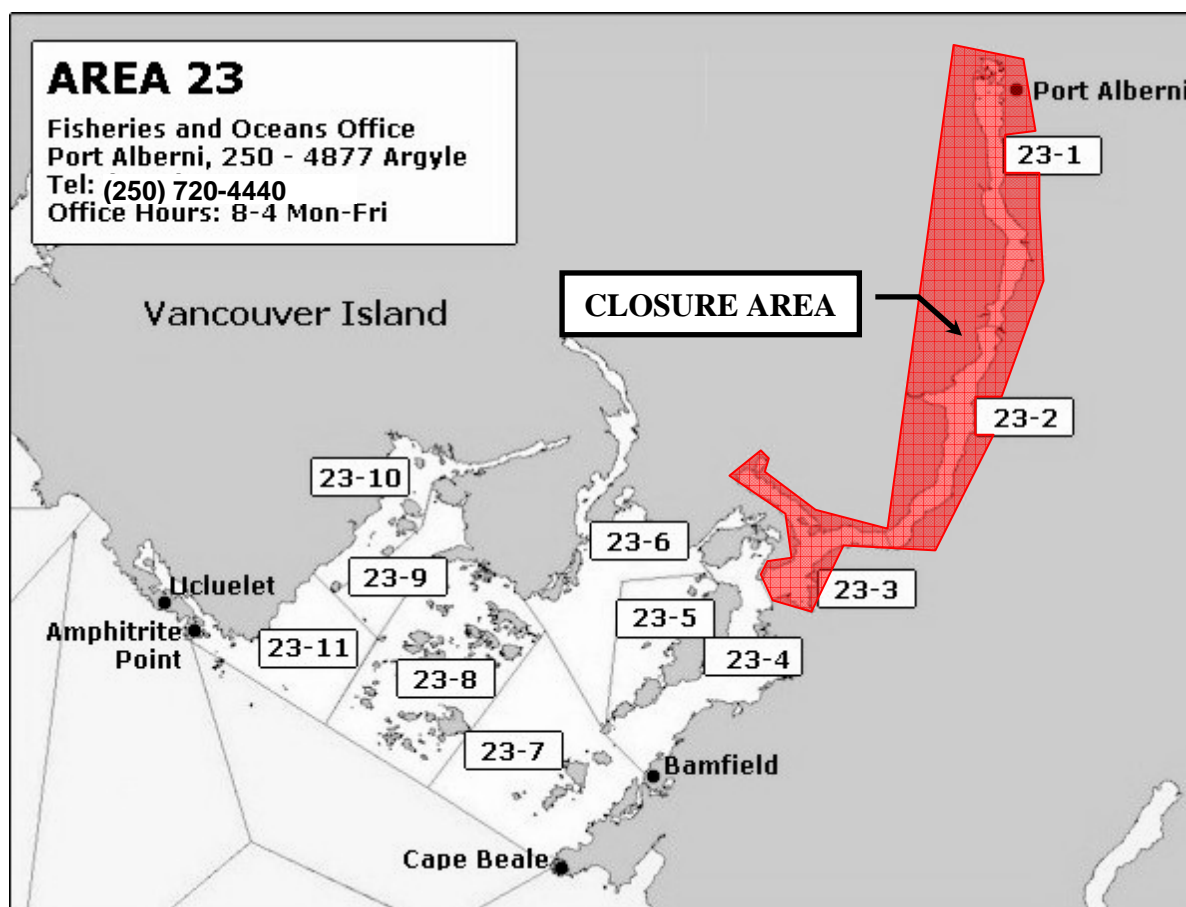 AREA 23
Fisheries and Oceans Office
Port Alberni, 250 - 4877 Argyle
Tel: (250) 720-4440
Office Hours: 8-4 Mon-Fri
Port Alberni
23-1
Vancouver Island
CLOSURE AREA
23-2
23-10
23-6
23-9
23-3
Ucluelet
23-5
Amphitrite
Point
23-11
23-4
23-8
23-7
Bamfield
Cape Beale